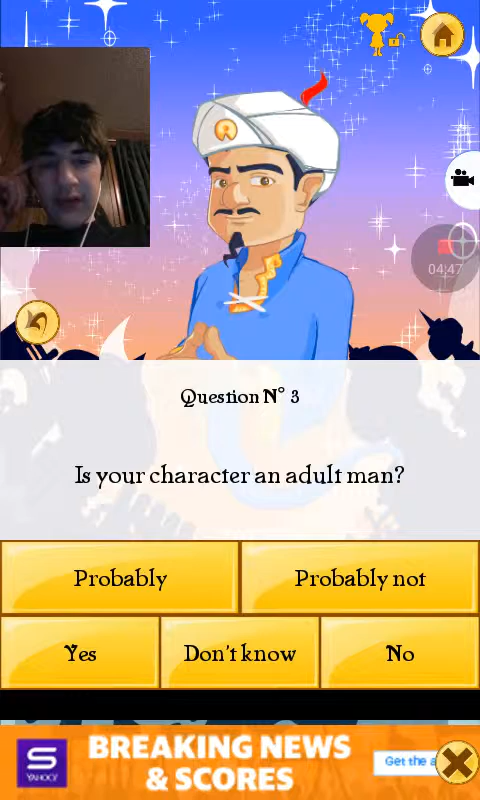 04:47
Question N° 3
Is your character an adult man?
Probably
Probably not
Yes
Don't know
No
S
YAHOO!
BREAKING NEWS
& SCORES
Get the